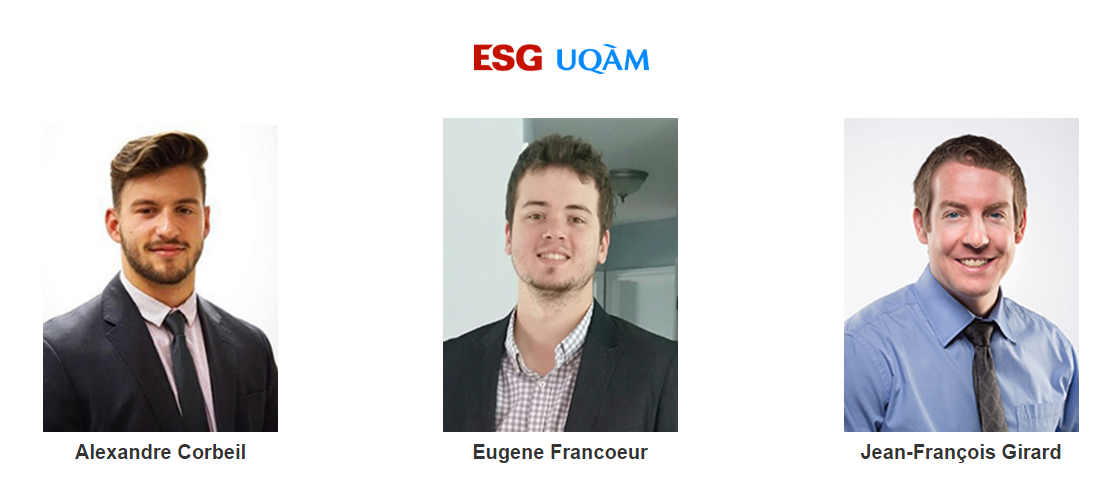 ESG UQÀM
Alexandre Corbeil
Eugene Francoeur
Jean-François Girard